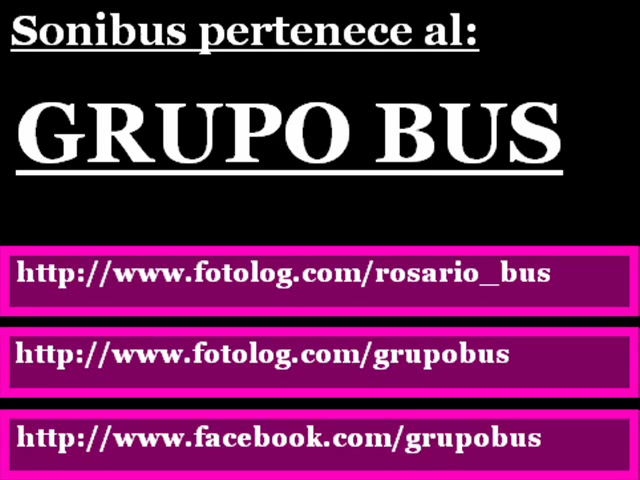 Sonibus pertenece al:
GRUPO BUS
http://www.fotolog.com/rosario_bus
http://www.fotolog.com/grupobus
http://www.facebook.com/grupobus